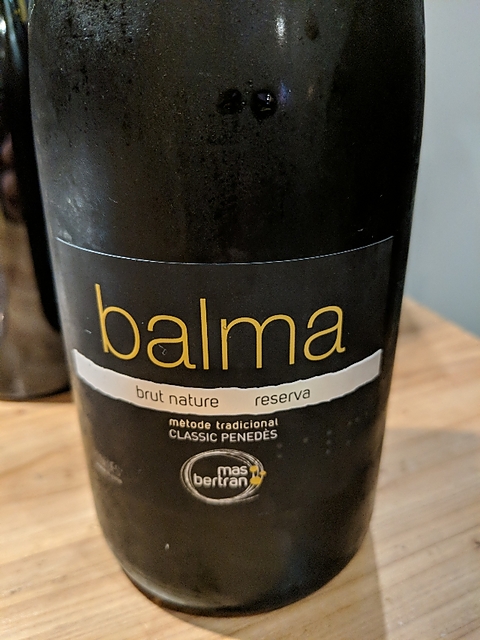 balma
brut nature reserva
mètode tradicional
CLASSIC PENEDÈS
mas
bertran